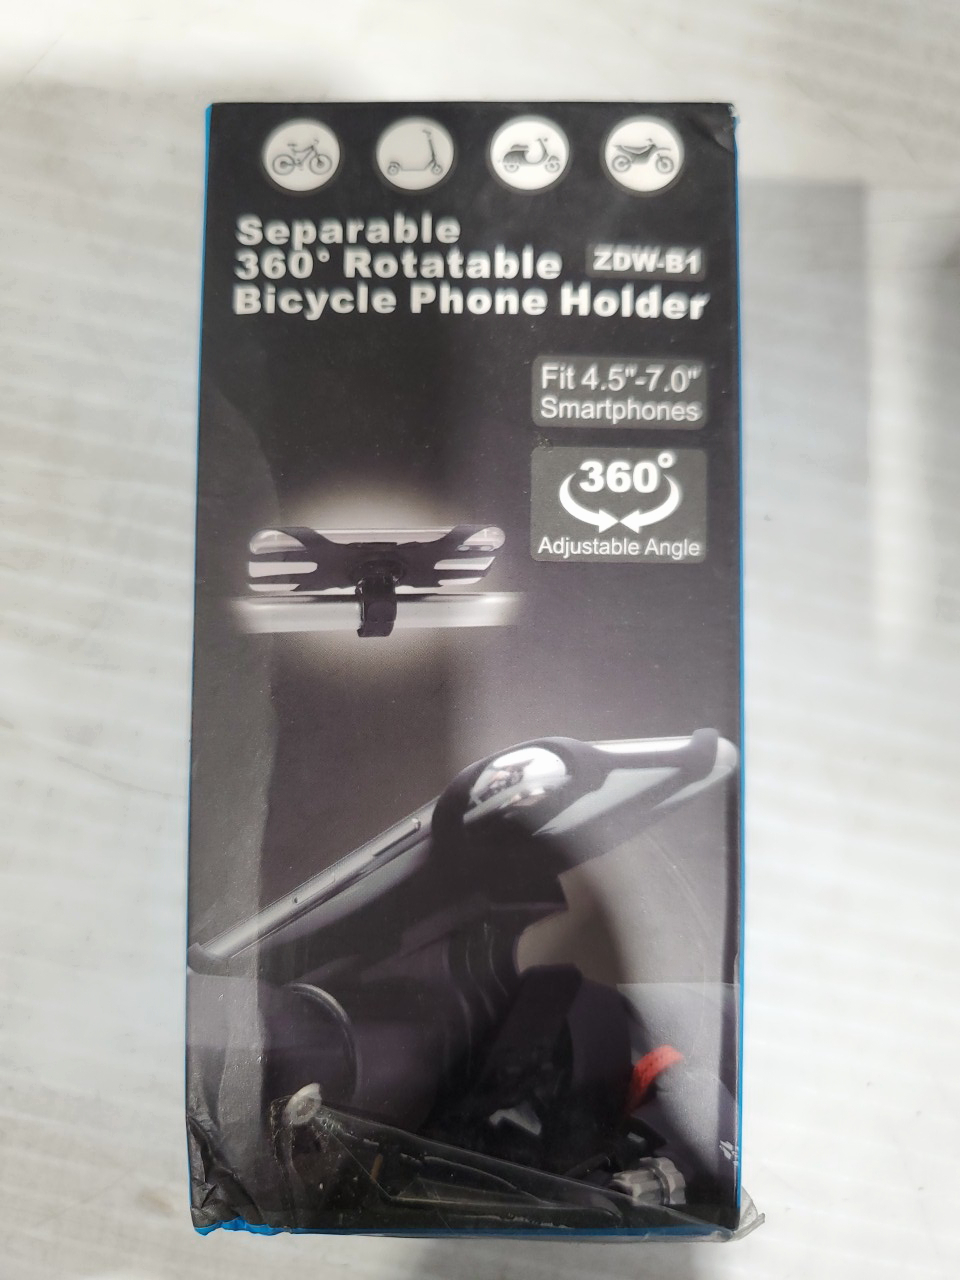 Separable
360° Rotatable
ZDW-B1
Bicycle Phone Holder
Fit 4.5"-7.0"
Smartphones
360°
Adjustable Angle